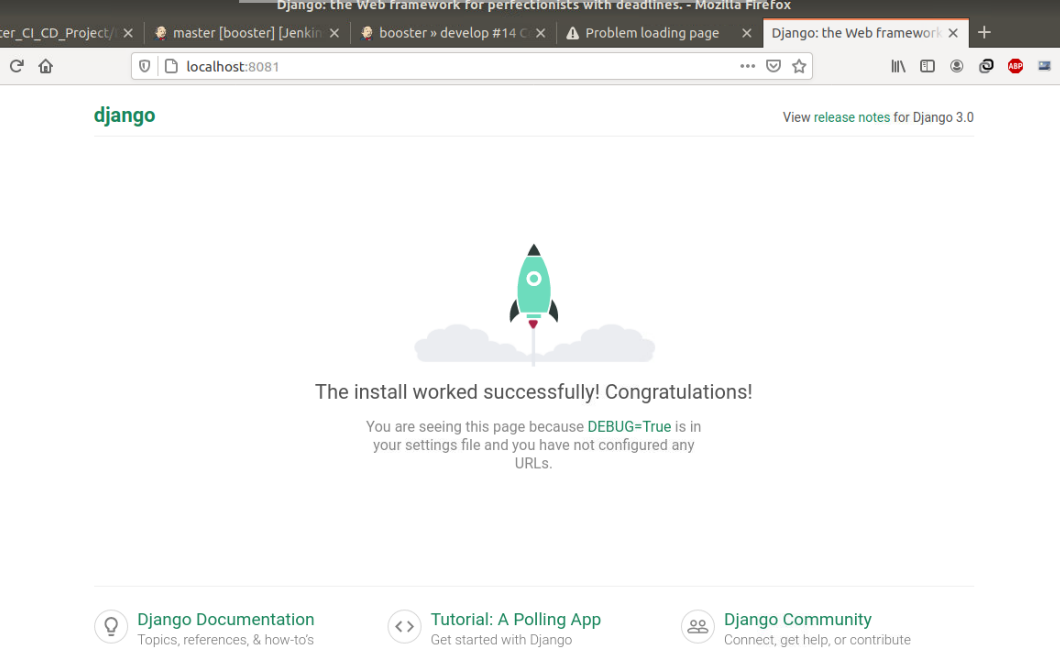 Django: the Web framework for perfectionists with deadlines. - Mozilla Firefox
ter_CI_CD_Project/ master [booster] [Jenkin booster » develop #14 C Problem loading page Django: the Web framework
localhost:8081 ABP
django View release notes for Django 3.0
The install worked successfully! Congratulations!
You are seeing this page because DEBUG=True is in
your settings file and you have not configured any
URLs.
Django Documentation Tutorial: A Polling App Django Community
Topics, references, & how-to's Get started with Django Connect, get help, or contribute